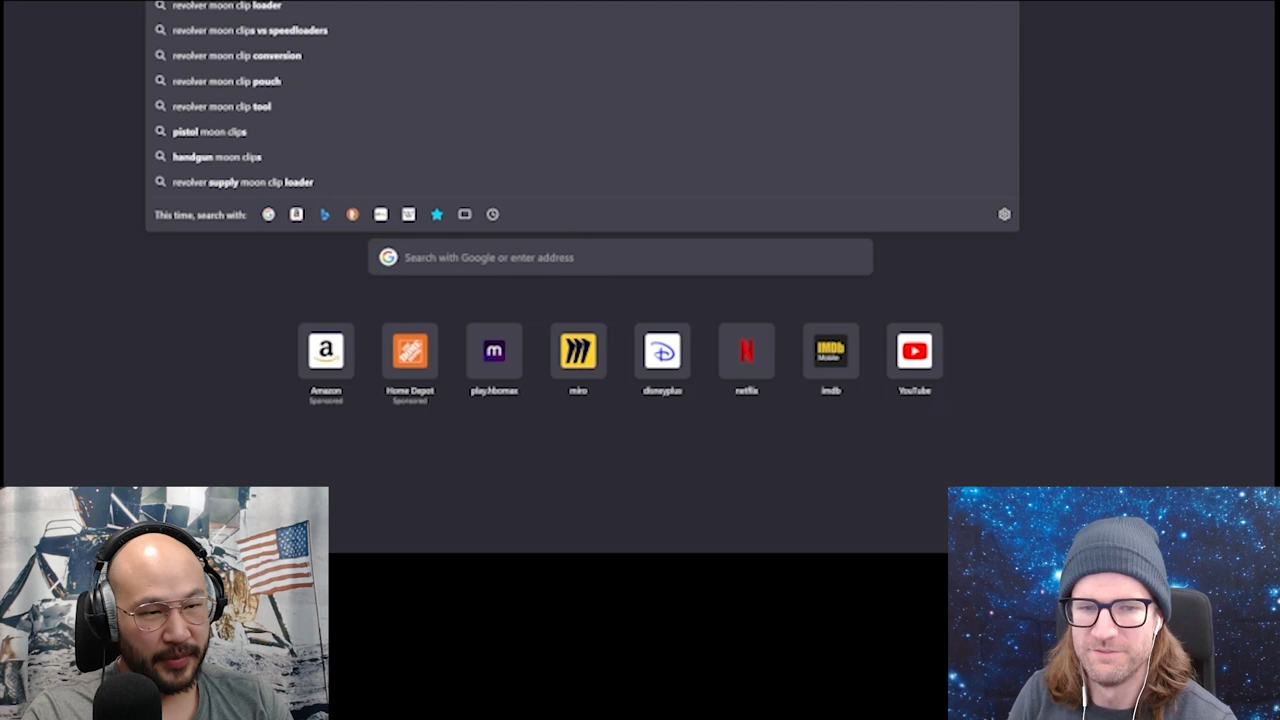 revolver moon clip loader
revolver moon clips vs speedloaders
revolver moon clip conversion
revolver moon clip pouch
revolver moon clip tool
pistol moon clips
handgun moon clips
revolver supply moon clip loader
This time, search with:
Search with Google or enter address
Amazon
Sponsored
Home Depot
Sponsored
play.hbomax
miro
disneyplus
netflix
IMDb
Mobile
imdb
YouTube